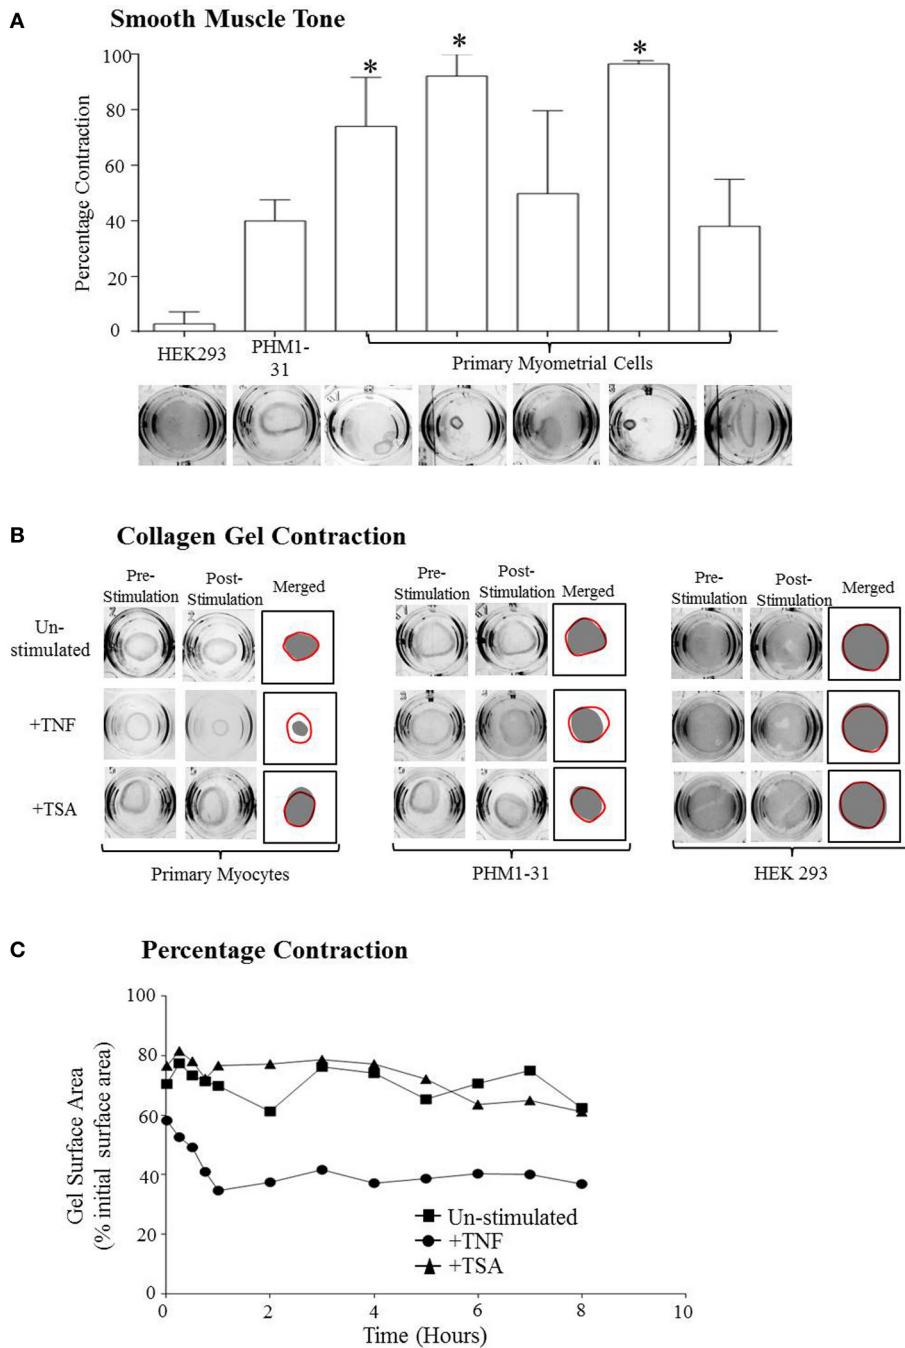 A
Smooth Muscle Tone
Percentage Contraction
100
80
60
40
20
0
*
*
*
HEK293
PHM1-
31
Primary Myometrial Cells
B
Collagen Gel Contraction
Pre-
Stimulation
Post-
Stimulation
Merged
Pre-
Stimulation
Post-
Stimulation
Merged
Pre-
Stimulation
Post-
Stimulation
Merged
Un-
stimulated
+TNF
+TSA
Primary Myocytes
PHM1-31
HEK 293
C
Percentage Contraction
Gel Surface Area
(% initial surface area)
100
80
60
40
20
0
Un-stimulated
+TNF
+TSA
0 2 4 6 8 10
Time (Hours)